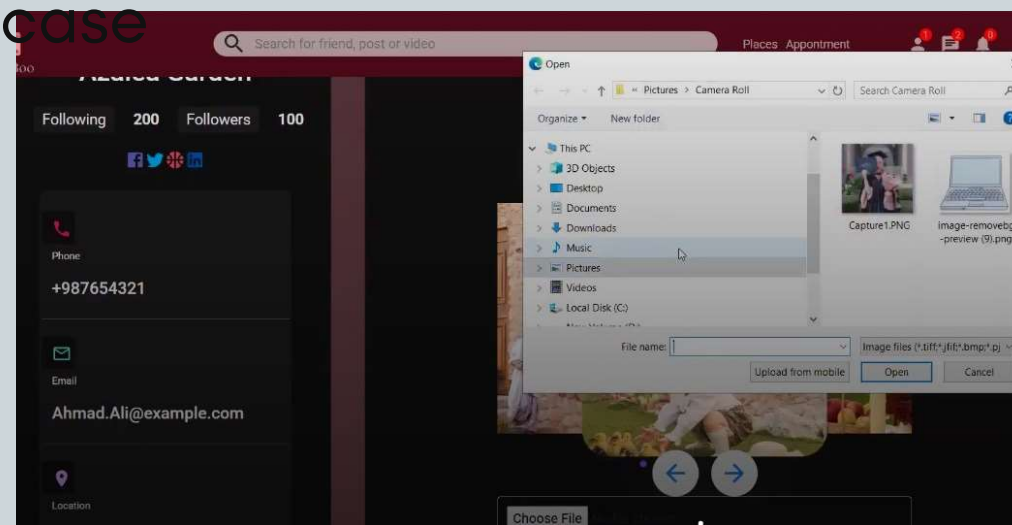 case
Search for friend, post or video
Places Appontment
1
2
0
Azalea Garden
Following 200 Followers 100
Phone
+987654321
Email
Ahmad.Ali@example.com
Location
Open
« Pictures > Camera Roll
Search Camera Roll
Organize
New folder
This PC
3D Objects
Desktop
Documents
Downloads
Music
Pictures
Videos
Local Disk (C:)
Capture1.PNG
image-removebg
-preview (9).png
File name:
Image files (*.tiff;*.jfif;*.bmp;*.pj
Upload from mobile
Open
Cancel
Choose File